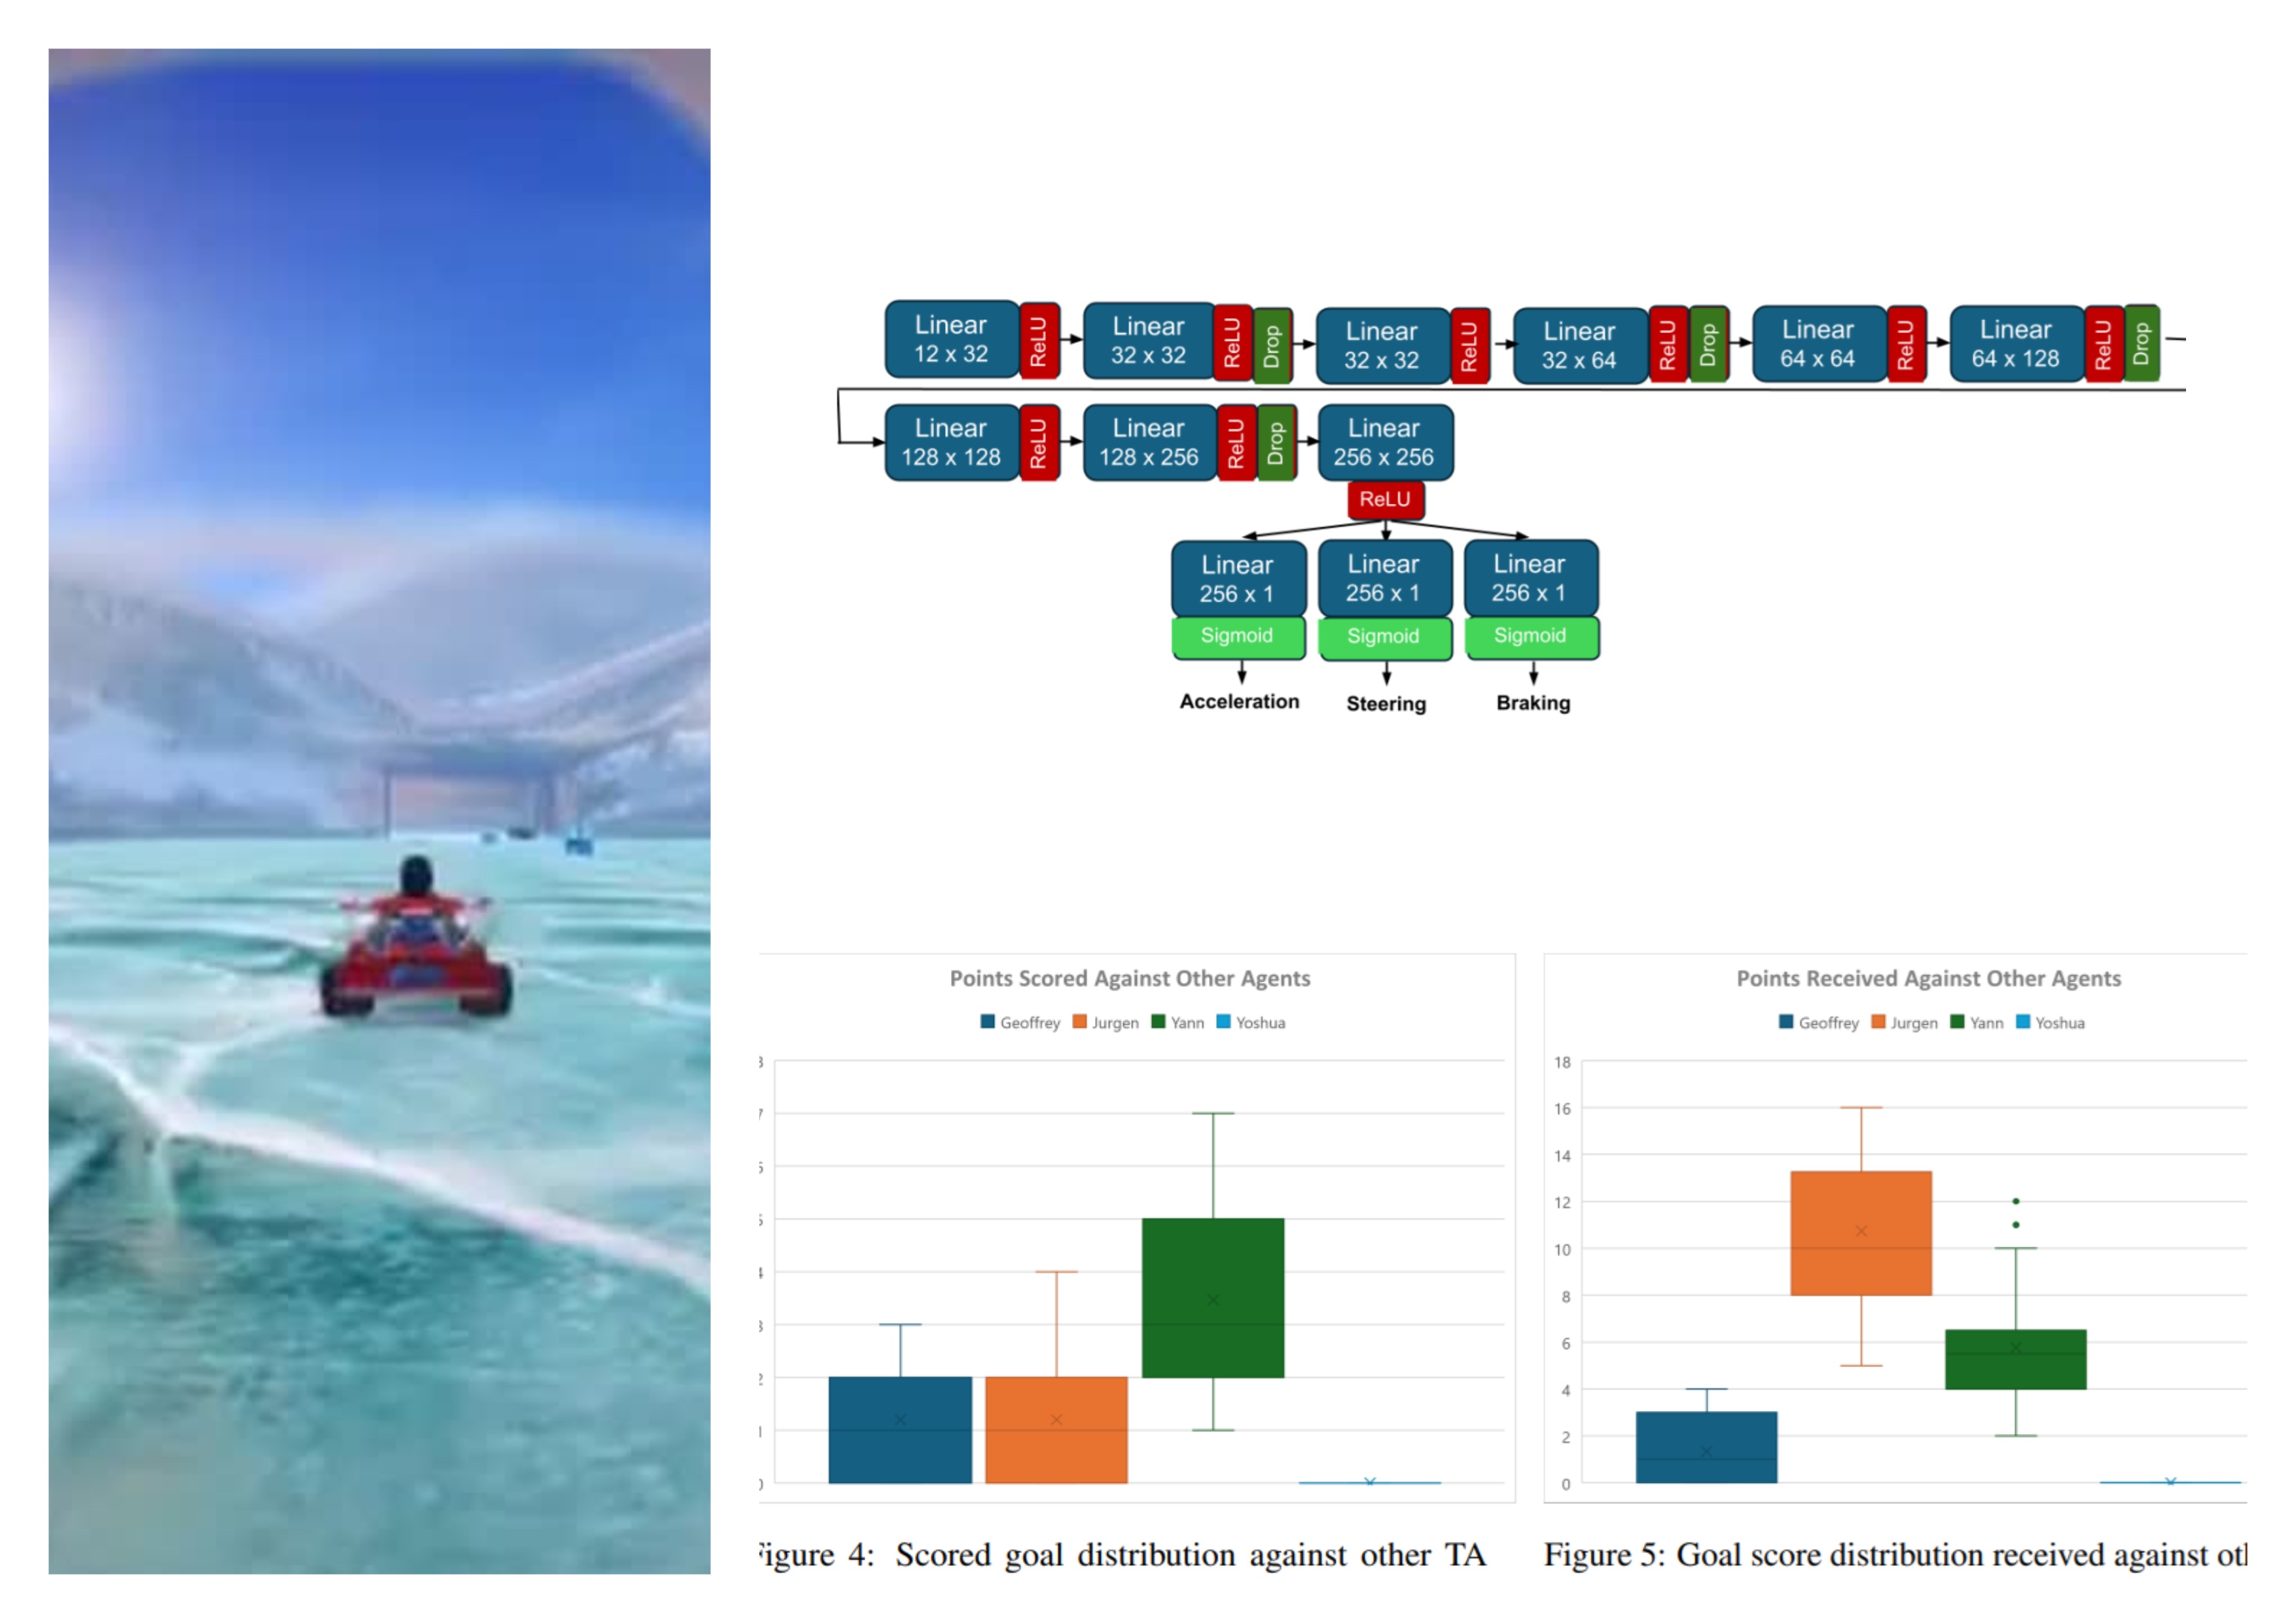 Linear
12 x 32
ReLU
Linear
32 x 32
ReLU
Drop
Linear
32 x 32
ReLU
Linear
32 x 64
ReLU
Drop
Linear
64 x 64
ReLU
Linear
64 x 128
ReLU
Drop
Linear
128 x 128
ReLU
Linear
128 x 256
ReLU
Drop
Linear
256 x 256
ReLU
Linear
256 x 1
Sigmoid
Acceleration
Linear
256 x 1
Sigmoid
Steering
Linear
256 x 1
Sigmoid
Braking
Points Scored Against Other Agents
Geoffrey Jurgen Yann Yoshua
Points Received Against Other Agents
Geoffrey Jurgen Yann Yoshua
18
16
14
12
10
8
6
4
2
0
igure 4: Scored goal distribution against other TA
Figure 5: Goal score distribution received against